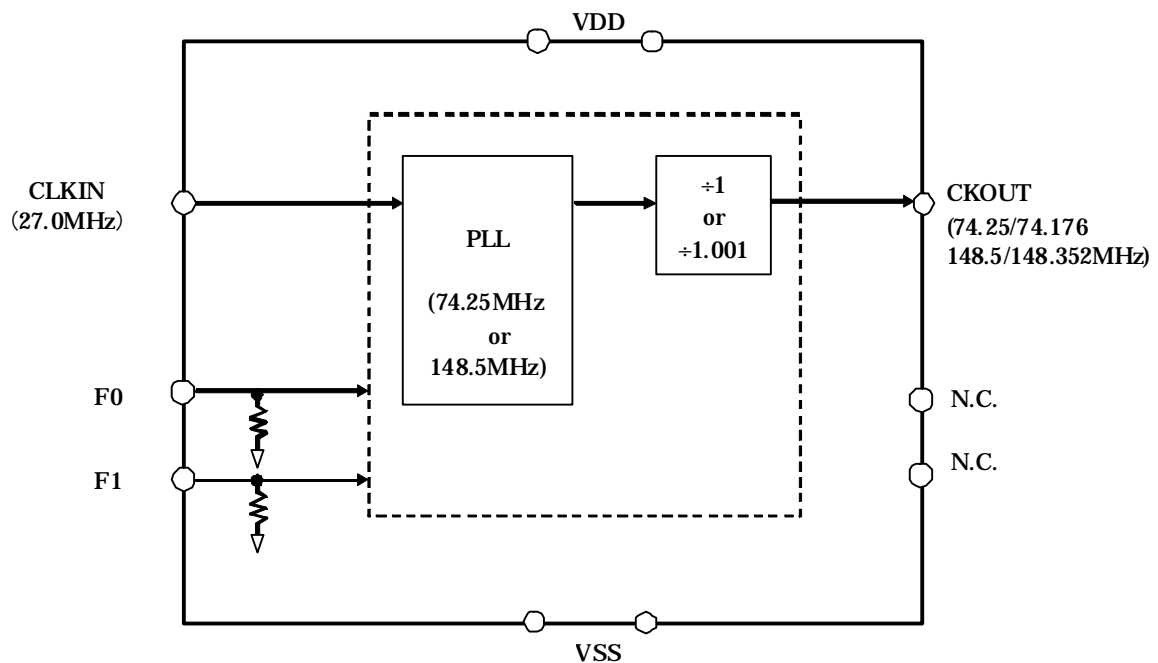 VDD
CLKIN
(27.0MHz)
PLL
(74.25MHz
or
148.5MHz)
÷1
or
÷1.001
CKOUT
(74.25/74.176
148.5/148.352MHz)
F0
F1
N.C.
N.C.
VSS